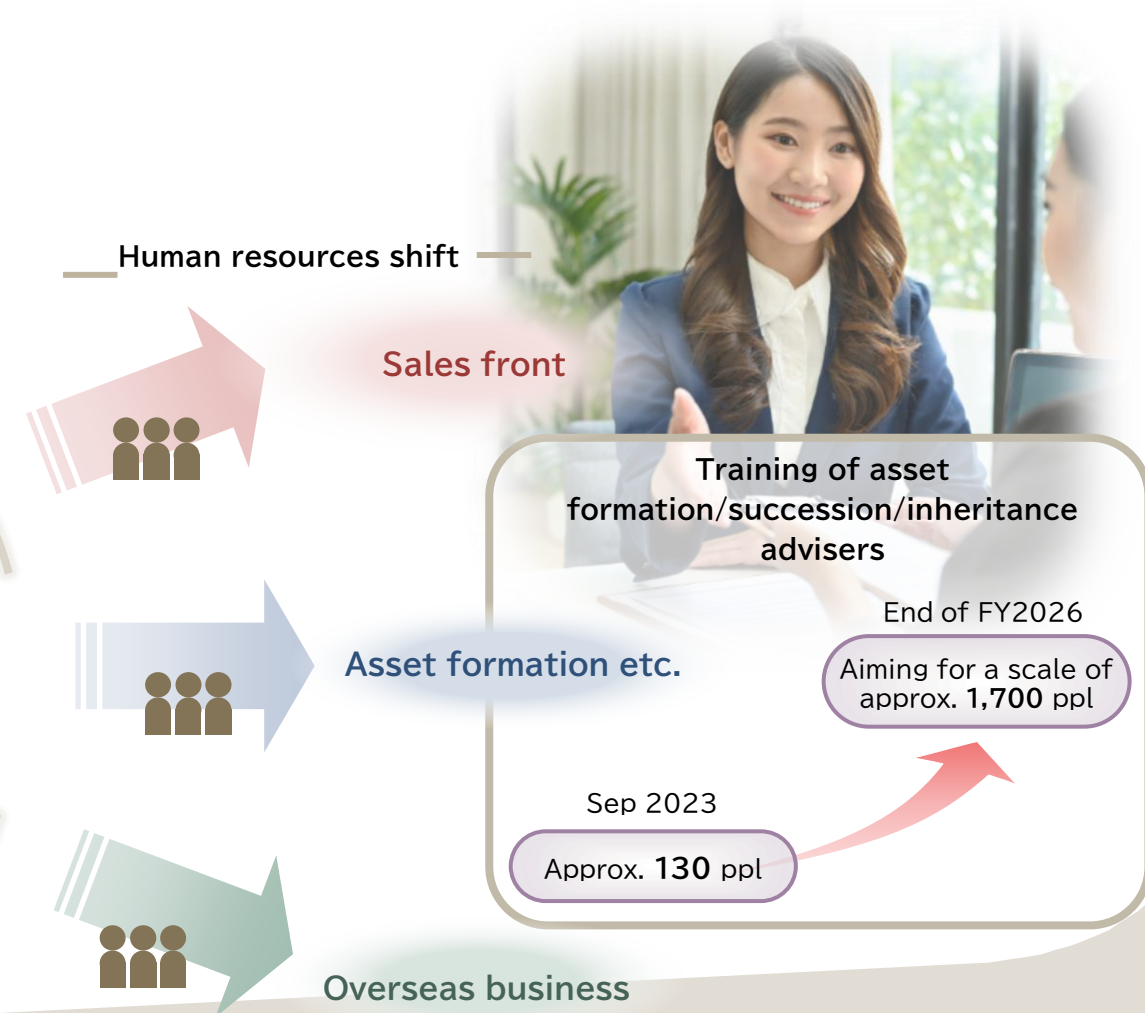 Human resources shift
Sales front
Training of asset
formation/succession/inheritance
advisers
End of FY2026
Aiming for a scale of
approx. 1,700 ppl
Asset formation etc.
Sep 2023
Approx. 130 ppl
Overseas business